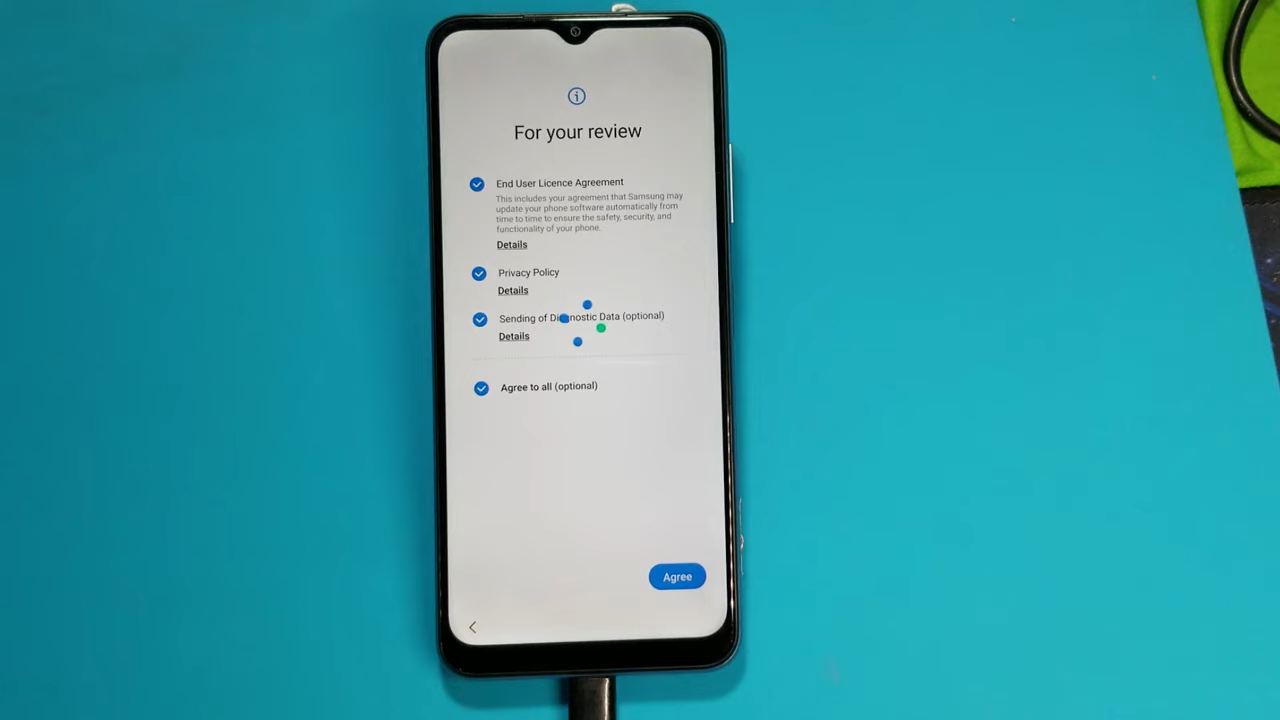 For your review
End User Licence Agreement
This includes your agreement that Samsung may
update your phone software automatically from
time to time to ensure the safety, security, and
functionality of your phone.
Details
Privacy Policy
Details
Sending of Diagnostic Data (optional)
Details
Agree to all (optional)
Agree